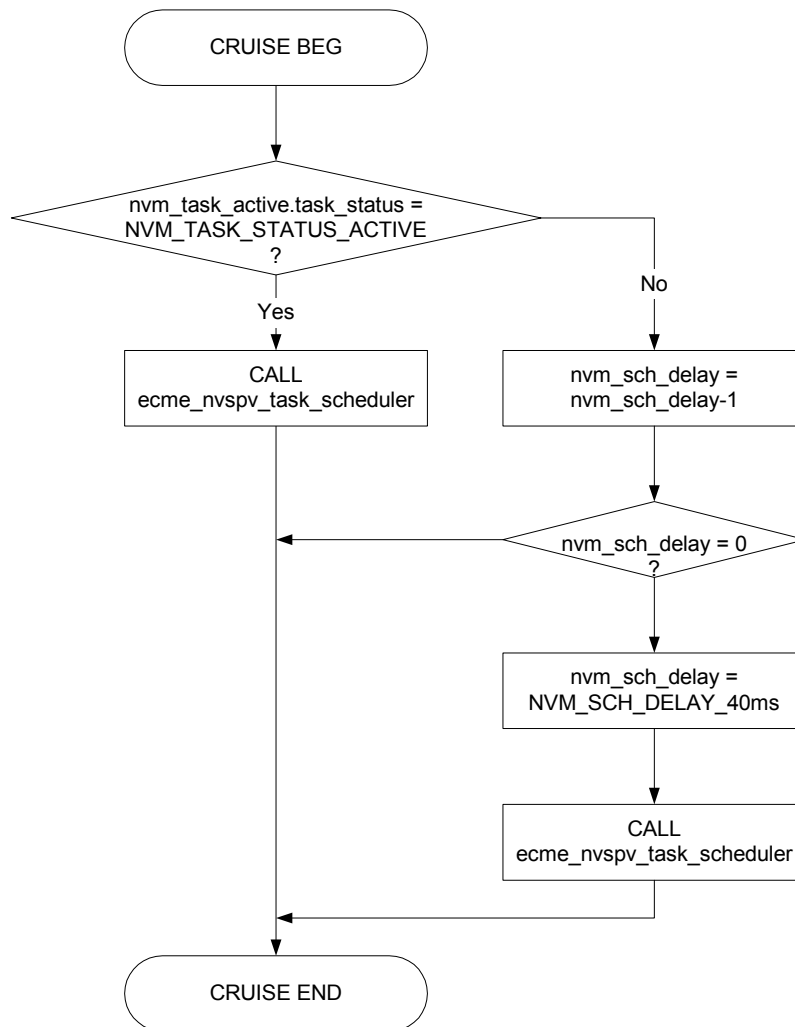 CRUISE BEG
nvm_task_active.task_status =
NVM_TASK_STATUS_ACTIVE
?
Yes
No
CALL
ecme_nvspv_task_scheduler
nvm_sch_delay =
nvm_sch_delay-1
nvm_sch_delay = 0
?
nvm_sch_delay =
NVM_SCH_DELAY_40ms
CALL
ecme_nvspv_task_scheduler
CRUISE END